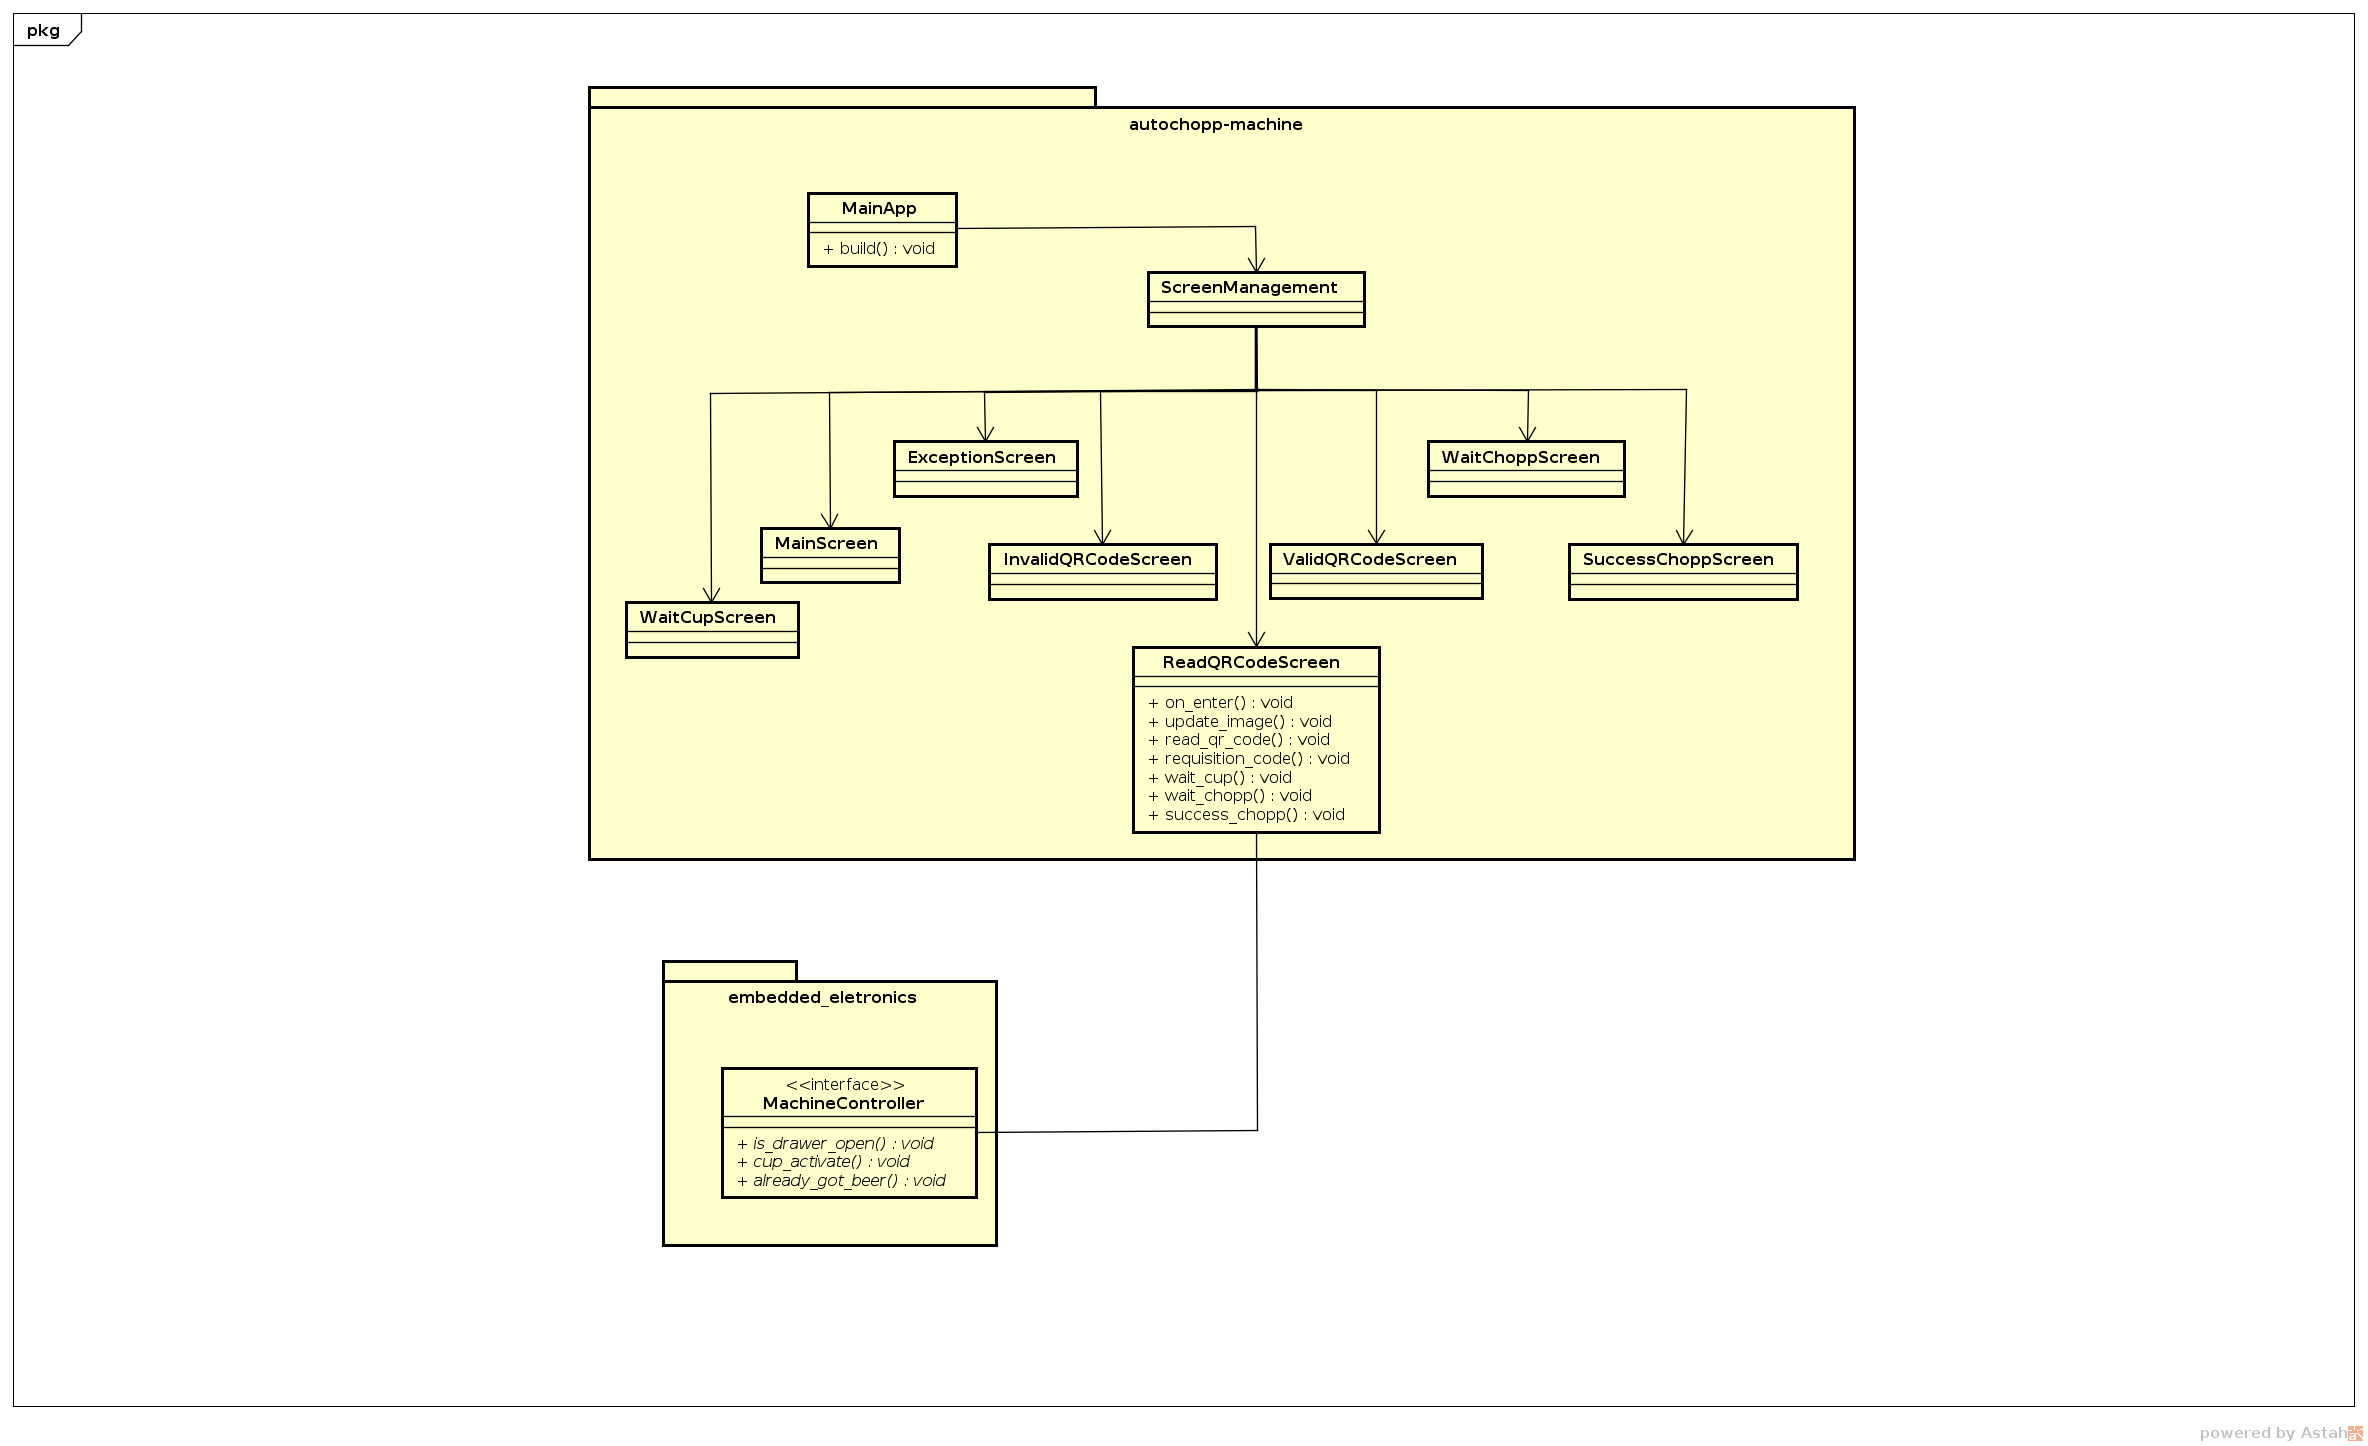 pkg
autochopp-machine
MainApp
+ build() : void
ScreenManagement
ExceptionScreen
WaitChoppScreen
MainScreen
InvalidQRCodeScreen
ValidQRCodeScreen
SuccessChoppScreen
WaitCupScreen
ReadQRCodeScreen
+ on_enter() : void
+ update_image() : void
+ read_qr_code() : void
+ requisition_code() : void
+ wait_cup() : void
+ wait_chopp() : void
+ success_chopp() : void
embedded_eletronics
<<interface>>
MachineController
+ is_drawer_open() : void
+ cup_activate() : void
+ already_got_beer() : void
powered by Astah